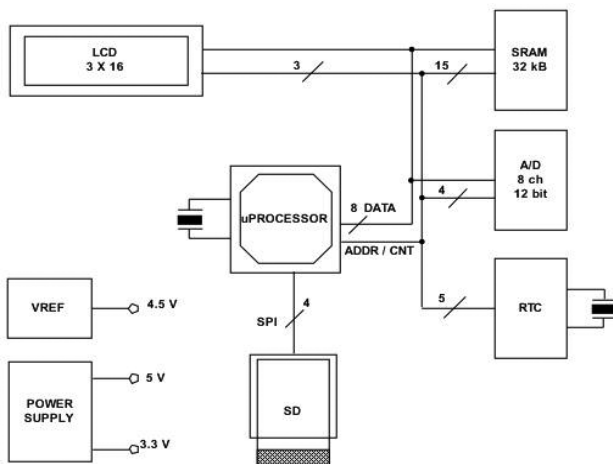 LCD
3 X 16
3
15
SRAM
32 kB
A/D
8 ch
12 bit
4
uPROCESSOR
8 DATA
ADDR / CNT
VREF
4.5 V
SPI
4
5
RTC
POWER
SUPPLY
5 V
3.3 V
SD